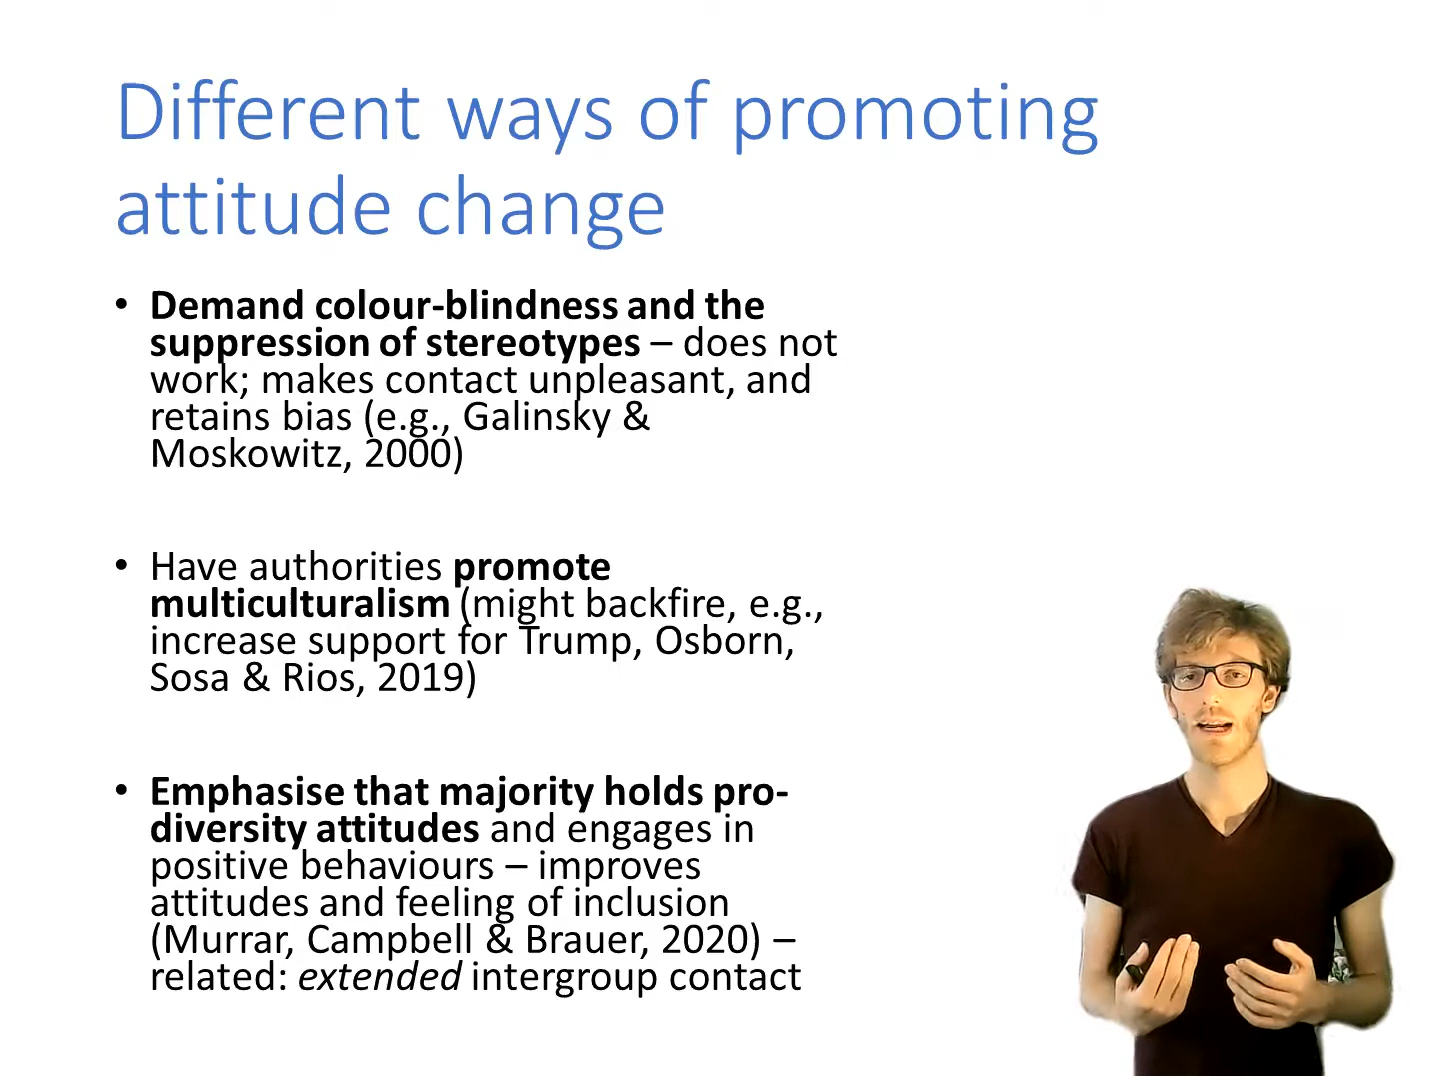 Different ways of promoting
attitude change
• Demand colour-blindness and the
suppression of stereotypes – does not
work; makes contact unpleasant, and
retains bias (e.g., Galinsky &
Moskowitz, 2000)
• Have authorities promote
multiculturalism (might backfire, e.g.,
increase support for Trump, Osborn,
Sosa & Rios, 2019)
• Emphasise that majority holds pro-
diversity attitudes and engages in
positive behaviours – improves
attitudes and feeling of inclusion
(Murrar, Campbell & Brauer, 2020) –
related: extended intergroup contact